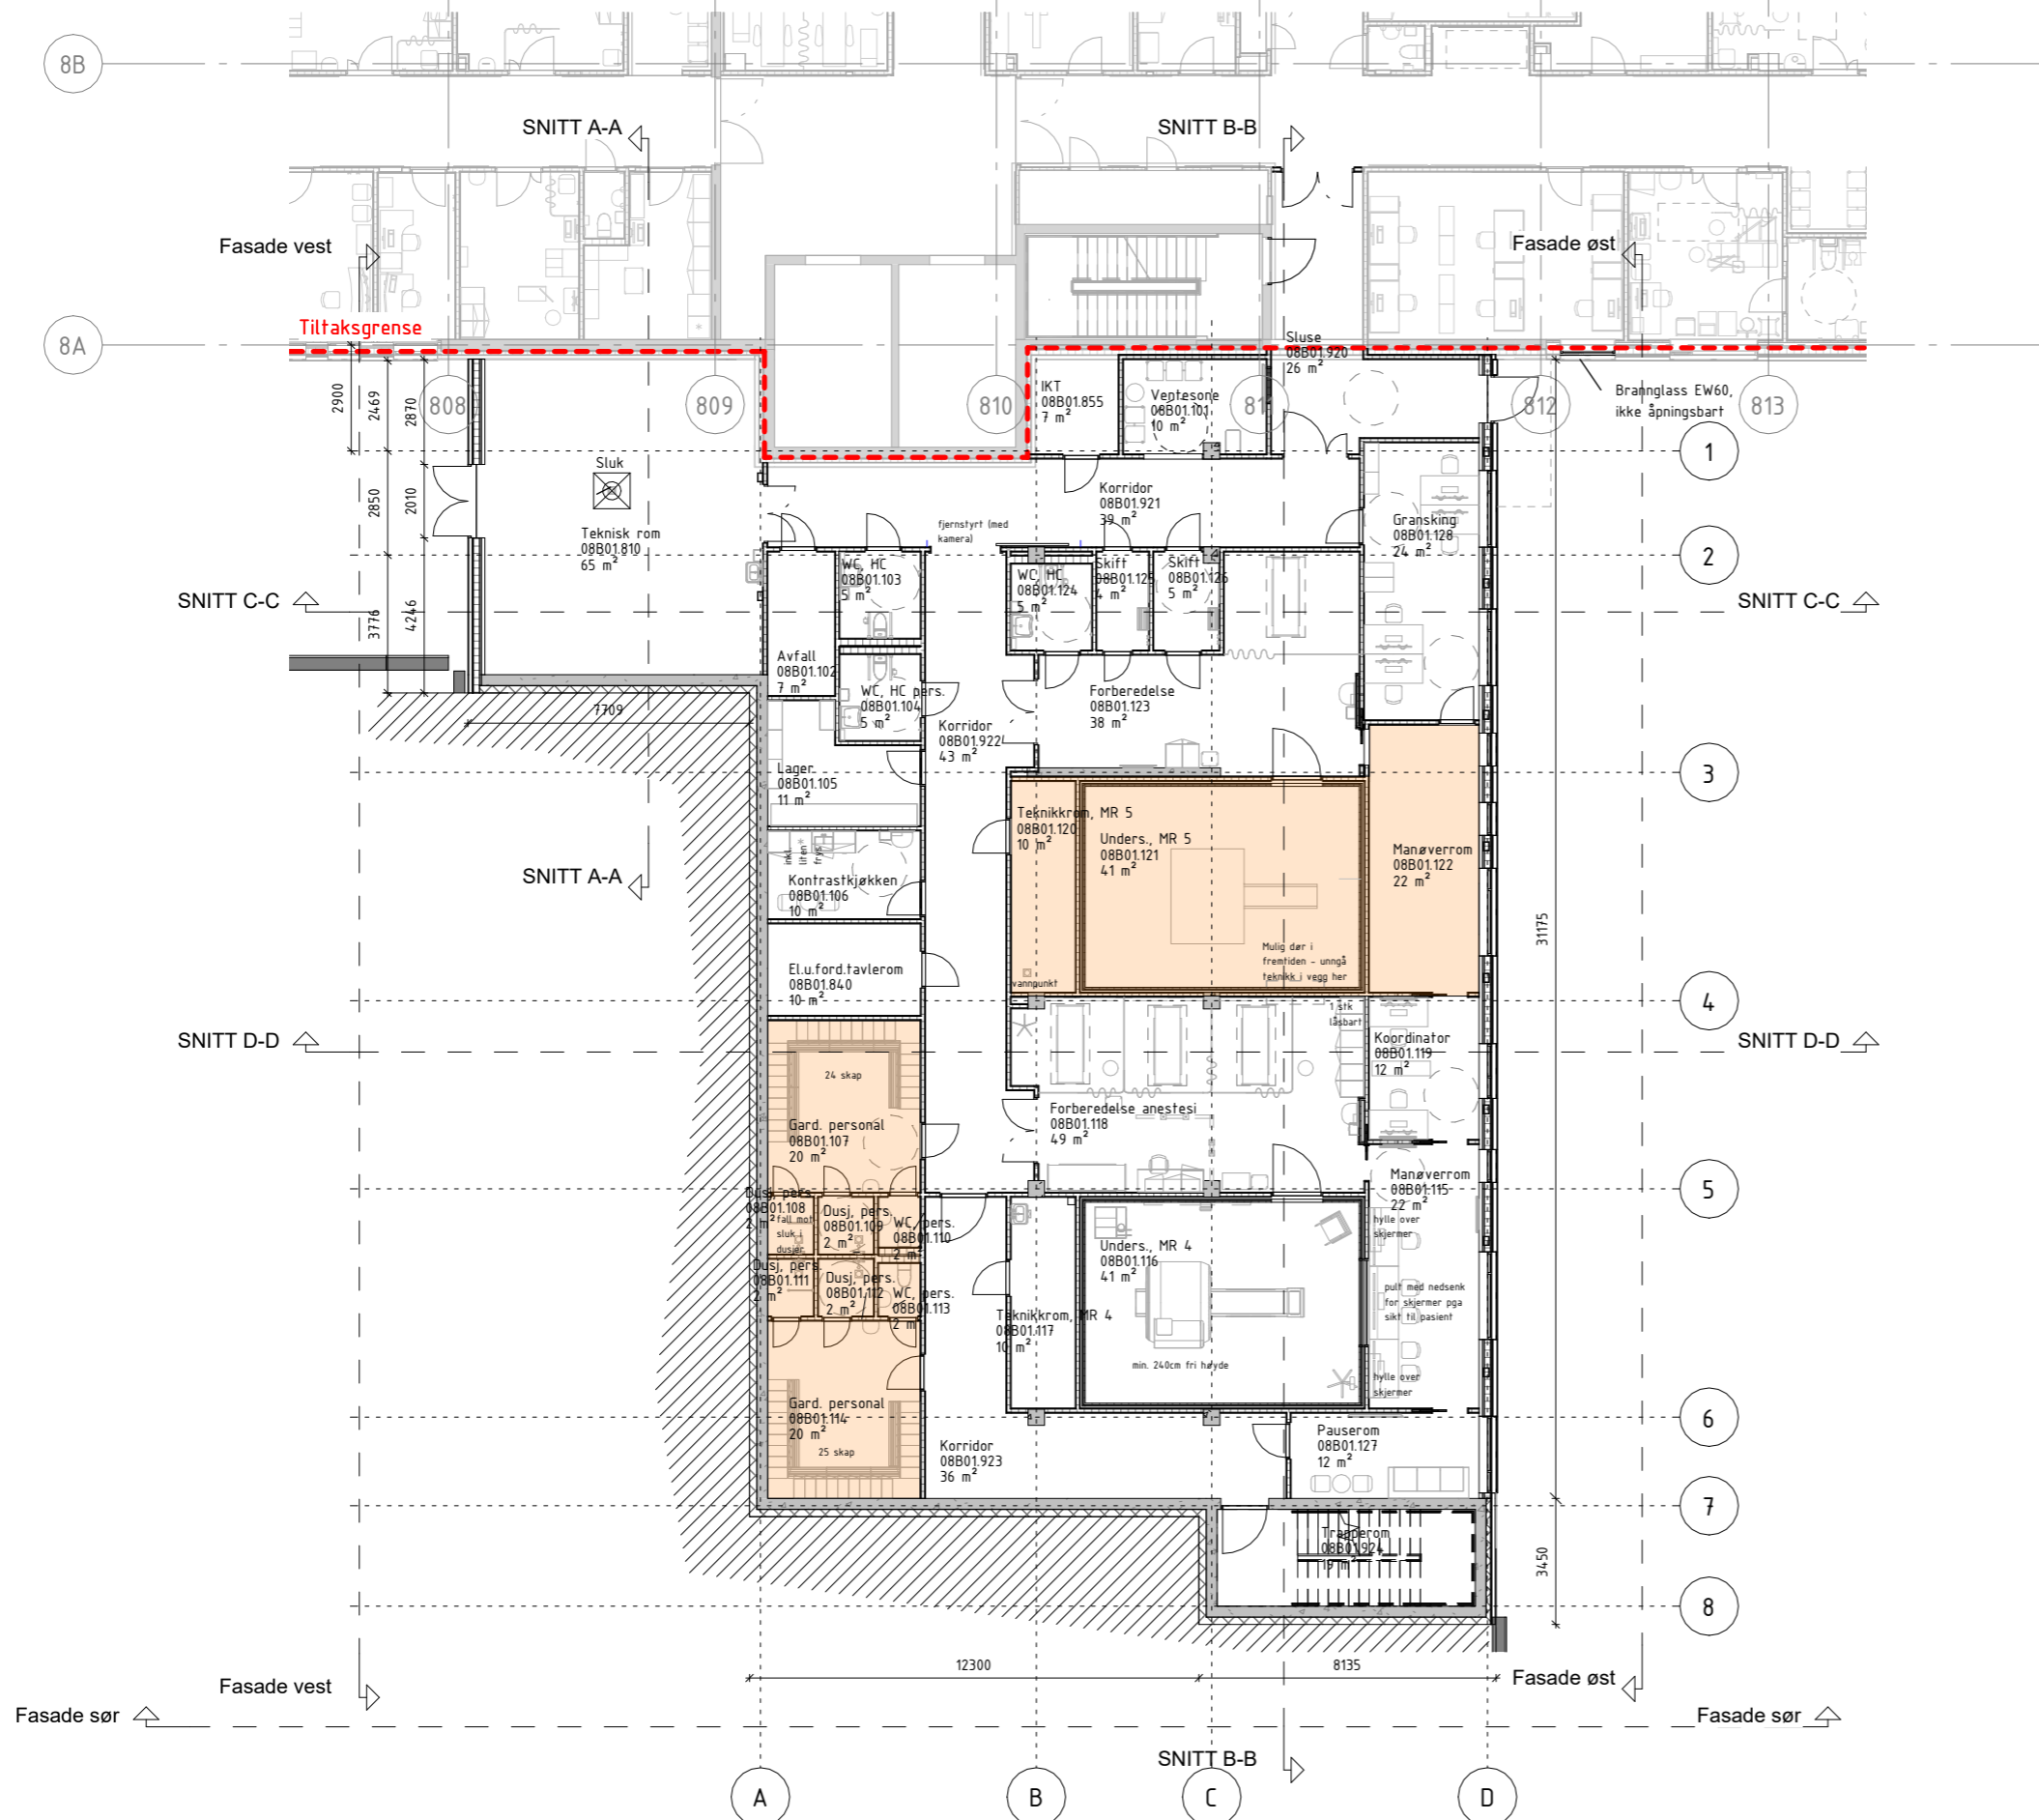 8B
SNITT A-A
SNITT B-B
Fasade vest
Fasade øst
Tiltaksgrense
8A
Sluse
08B01.920
26 m²
808
809
810
811
812
813
Brannglass EW60,
ikke åpningsbart
2900
2469
2870
2850
2010
3776
4246
IKT
08B01.855
7 m²
Ventesone
08B01.101
10 m²
1
Sluk
Teknisk rom
08B01.810
65 m²
fjernstyrt (med
kamera)
Korridor
08B01.921
39 m²
Gransking
08B01.128
24 m²
2
WC, HC
08B01.103
5 m²
WC, HC
08B01.124
5 m²
Skift
08B01.125
4 m²
Skift
08B01.126
5 m²
SNITT C-C
SNITT C-C
Avfall
08B01.102
7 m²
WC, HC pers.
08B01.104
5 m²
Korridor
08B01.922
43 m²
Forberedelse
08B01.123
38 m²
7709
Lager
08B01.105
11 m²
3
Teknikkrom, MR 5
08B01.120
10 m²
Unders., MR 5
08B01.121
41 m²
Manøverrom
08B01.122
22 m²
inkl.
liten
frys
SNITT A-A
Kontrastkjøkken
08B01.106
10 m²
31175
Mulig dør i
fremtiden - unngå
teknikk i vegg her
El.u.ford.tavlerom
08B01.840
10 m²
vannpunkt
4
1 stk
låsbart
SNITT D-D
SNITT D-D
Koordinator
08B01.119
12 m²
24 skap
Gard. personal
08B01.107
20 m²
Forberedelse anestesi
08B01.118
49 m²
Manøverrom
08B01.115
22 m²
5
Dusj, pers.
08B01.108
2 m²
fall mot
sluk i
dusjer
Dusj, pers.
08B01.109
2 m²
WC, pers.
08B01.110
2 m²
hylle over
skjermer
Unders., MR 4
08B01.116
41 m²
Dusj, pers.
08B01.111
2 m²
Dusj, pers.
08B01.112
2 m²
WC, pers.
08B01.113
2 m
pult med nedsenk
for skjermer pga
sikt til pasient
Teknikkrom, MR 4
08B01.117
10 m²
min. 240cm fri høyde
hylle over
skjermer
Gard. personal
08B01.114
20 m²
25 skap
6
Korridor
08B01.923
36 m²
Pauserom
08B01.127
12 m²
7
Trapperom
08B01.924
19 m²
3450
8
12300
8135
Fasade vest
Fasade øst
Fasade sør
Fasade sør
SNITT B-B
A
B
C
D